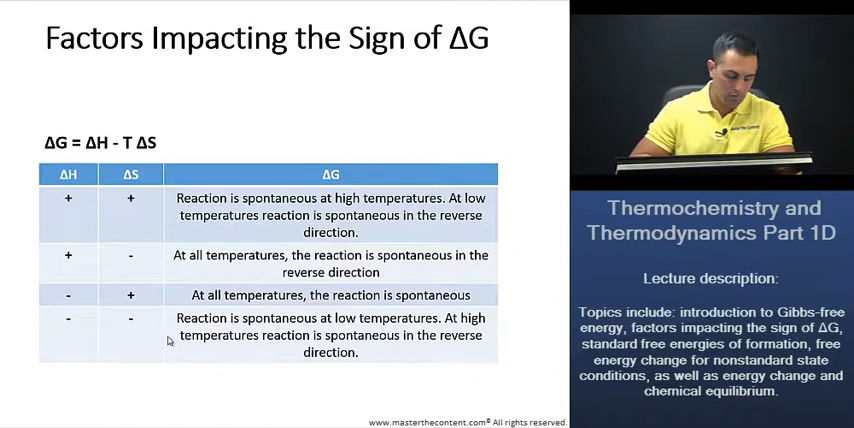 Factors Impacting the Sign of ΔG
ΔG = ΔH - T ΔS
ΔH ΔS ΔG
+ + Reaction is spontaneous at high temperatures. At low
temperatures reaction is spontaneous in the reverse
direction.
+ - At all temperatures, the reaction is spontaneous in the
reverse direction
- + At all temperatures, the reaction is spontaneous
- - Reaction is spontaneous at low temperatures. At high
temperatures reaction is spontaneous in the reverse
direction.
www.masterthecontent.com© All rights reserved.
Thermochemistry and
Thermodynamics Part 1D
Lecture description:
Topics include: introduction to Gibbs-free
energy, factors impacting the sign of ΔG,
standard free energies of formation, free
energy change for nonstandard state
conditions, as well as energy change and
chemical equilibrium.